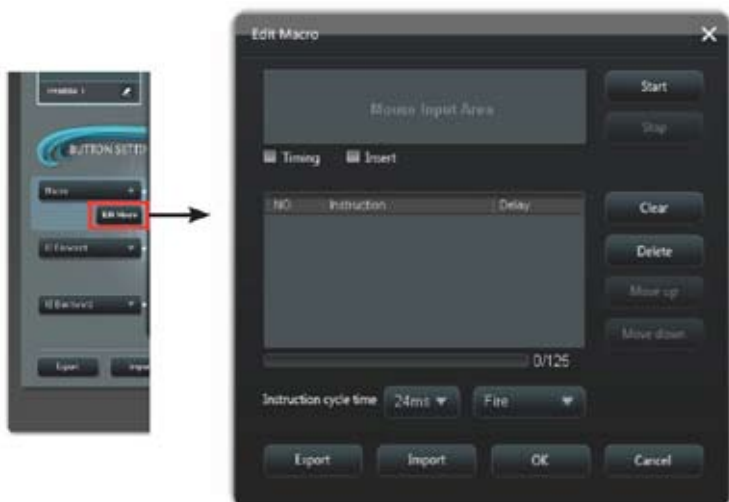 BUTTON SETTI
Macro
Edit Macro
Export
Edit Macro
Mouse Input Area
Start
Stop
Timing
Insert
NO
Instruction
Delay
Clear
Delete
Move up
Move down
0/125
Instruction cycle time
24ms
Fire
Export
Import
OK
Cancel